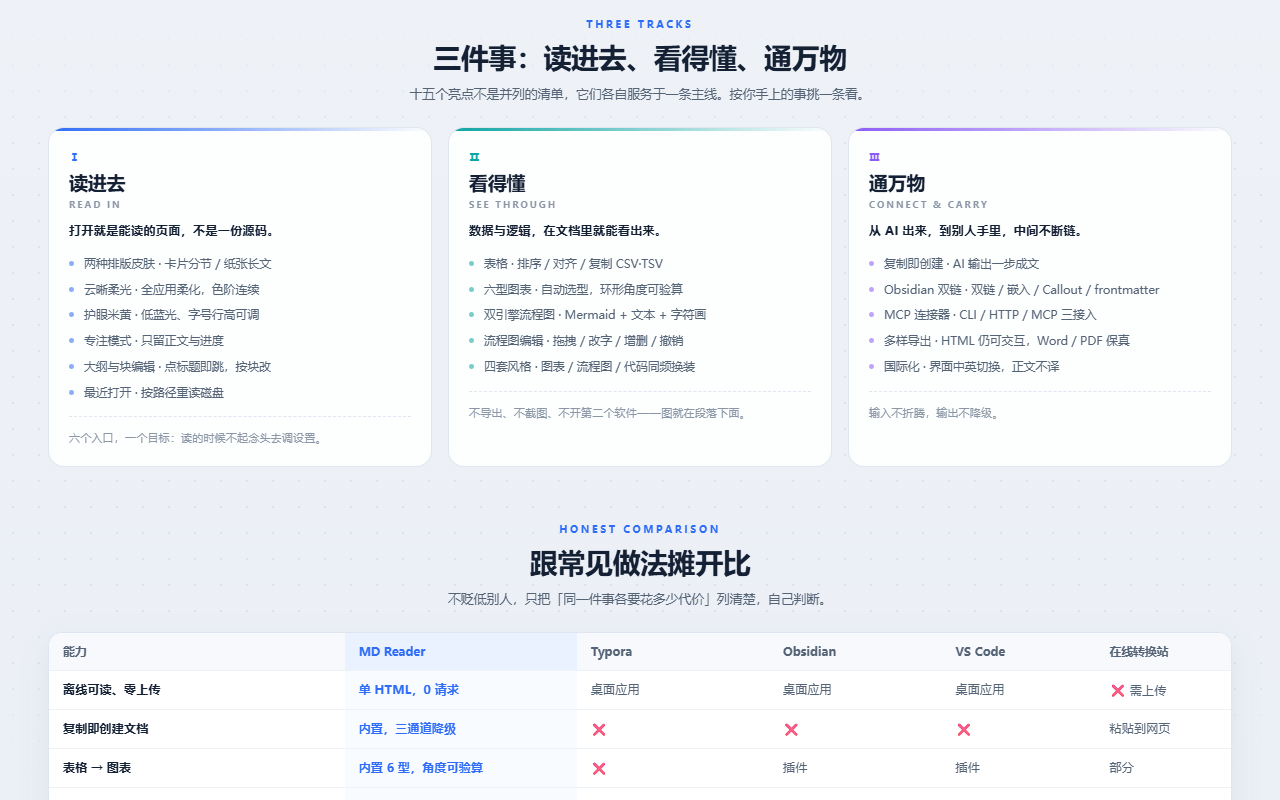 THREE TRACKS
三件事：读进去、看得懂、通万物
十五个亮点不是并列的清单，它们各自服务于一条主线。按你手上的事挑一条看。
I
读进去
READ IN
打开就是能读的页面，不是一份源码。
两种排版皮肤 · 卡片分节 / 纸张长文
云晰柔光 · 全应用柔化，色阶连续
护眼米黄 · 低蓝光、字号行高可调
专注模式 · 只留正文与进度
大纲与块编辑 · 点标题即跳，按块改
最近打开 · 按路径重读磁盘
六个入口，一个目标：读的时候不起念头去调设置。
II
看得懂
SEE THROUGH
数据与逻辑，在文档里就能看出来。
表格 · 排序 / 对齐 / 复制 CSV·TSV
六型图表 · 自动选型，环形角度可验算
双引擎流程图 · Mermaid + 文本 + 字符画
流程图编辑 · 拖拽 / 改字 / 增删 / 撤销
四套风格 · 图表 / 流程图 / 代码同频换装
不导出、不截图、不开第二个软件——图就在段落下面。
III
通万物
CONNECT & CARRY
从 AI 出来，到别人手里，中间不断链。
复制即创建 · AI 输出一步成文
Obsidian 双链 · 双链 / 嵌入 / Callout / frontmatter
MCP 连接器 · CLI / HTTP / MCP 三接入
多样导出 · HTML 仍可交互，Word / PDF 保真
国际化 · 界面中英切换，正文不译
输入不折腾，输出不降级。
HONEST COMPARISON
跟常见做法摊开比
不贬低别人，只把「同一件事各要花多少代价」列清楚，自己判断。
能力 MD Reader Typora Obsidian VS Code 在线转换站
离线可读、零上传 单 HTML，0 请求 桌面应用 桌面应用 桌面应用 ❌ 需上传
复制即创建文档 内置，三通道降级 ❌ ❌ ❌ 粘贴到网页
表格 → 图表 内置 6 型，角度可验算 ❌ 插件 插件 部分